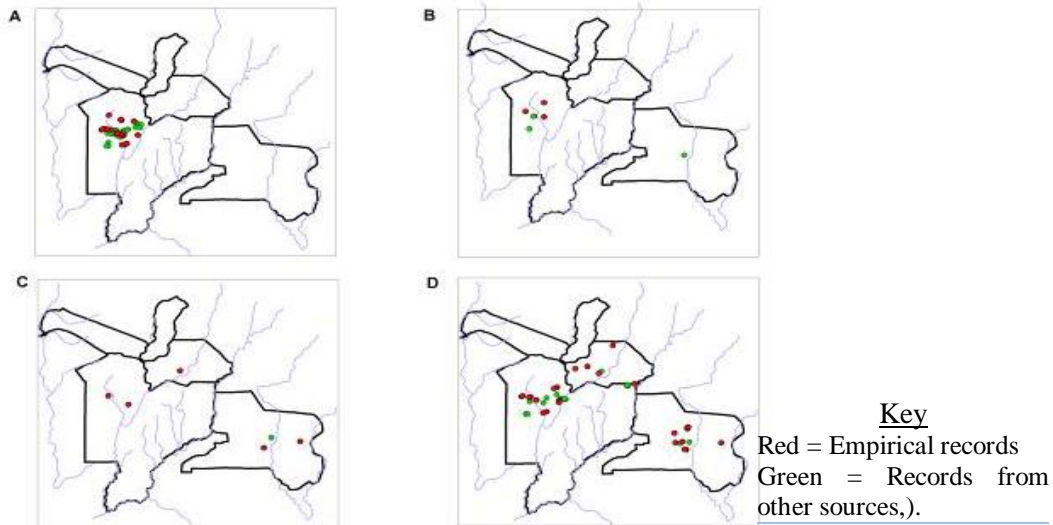 A
B
C
D
Key
Red = Empirical records
Green = Records from
other sources,).